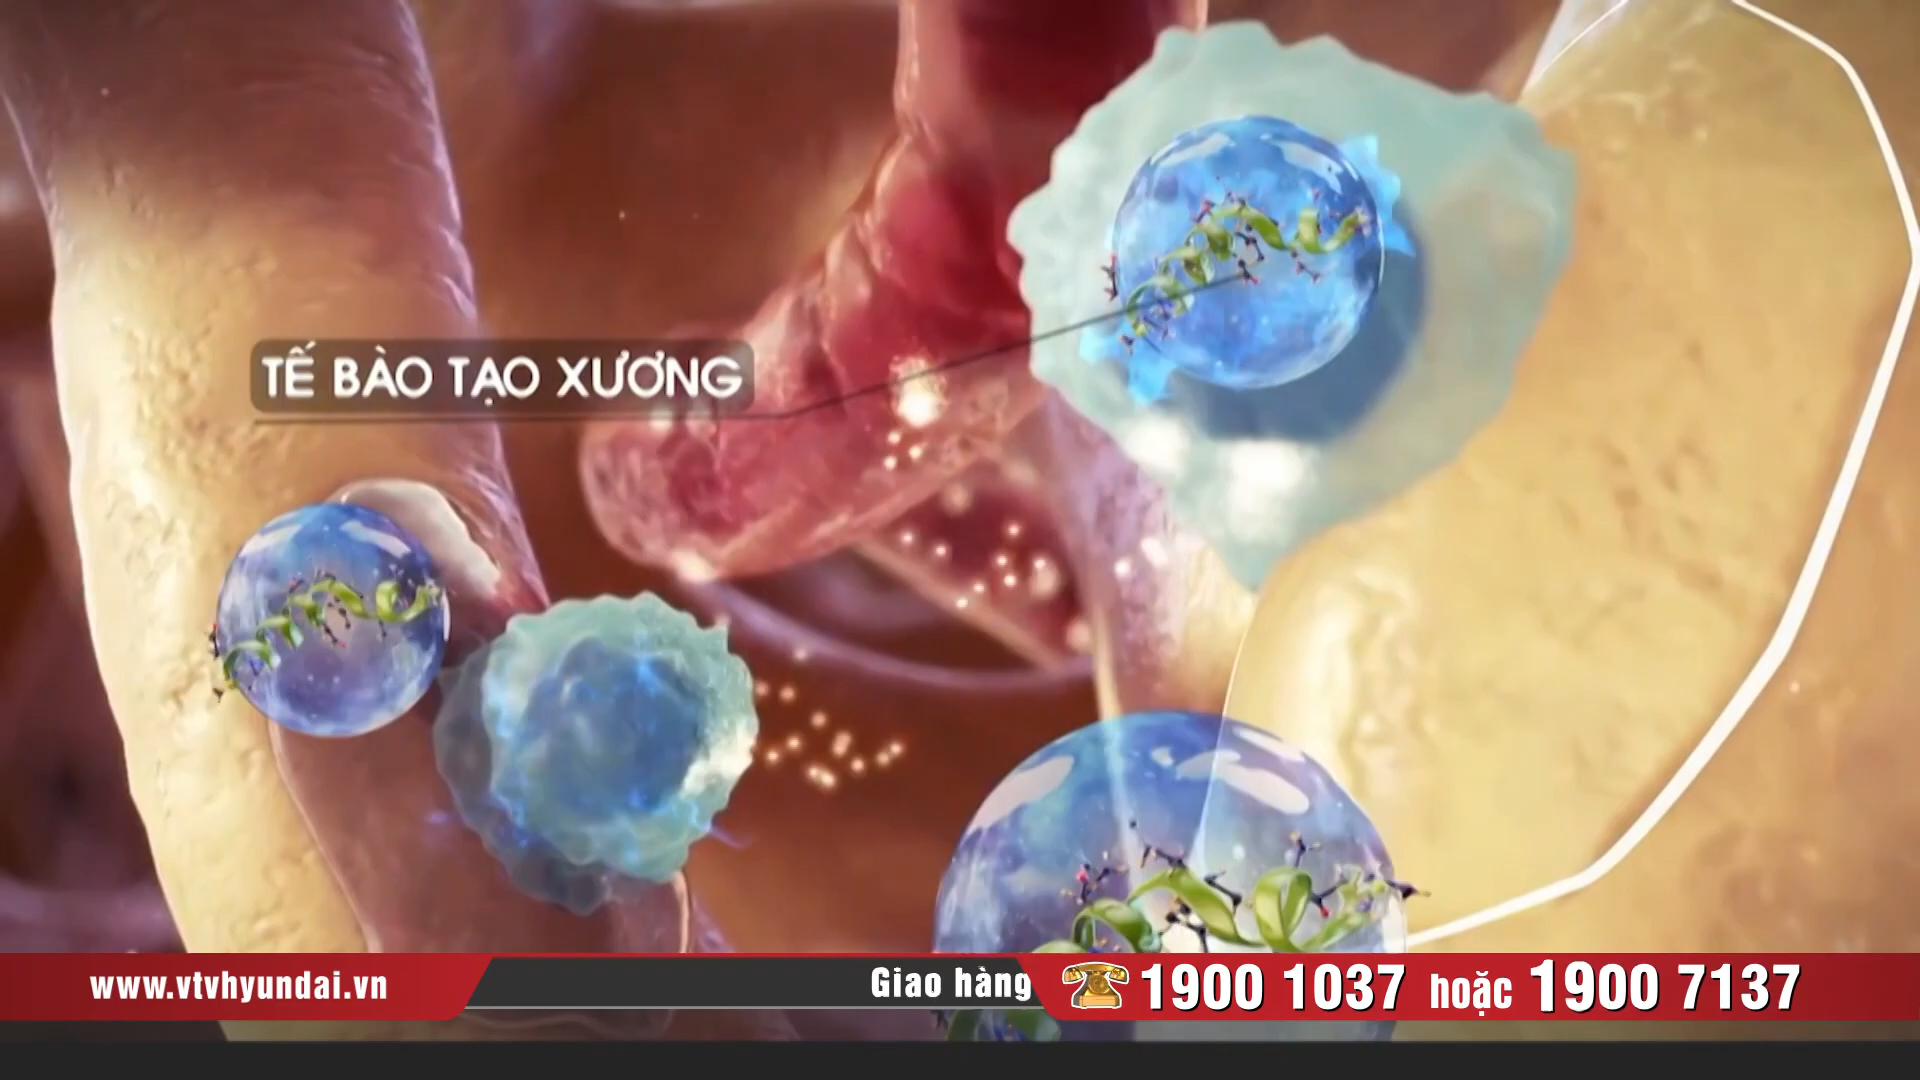 TẾ BÀO TẠO XƯƠNG
www.vtvhyundai.vn
Giao hàng
1900 1037 hoặc 1900 7137